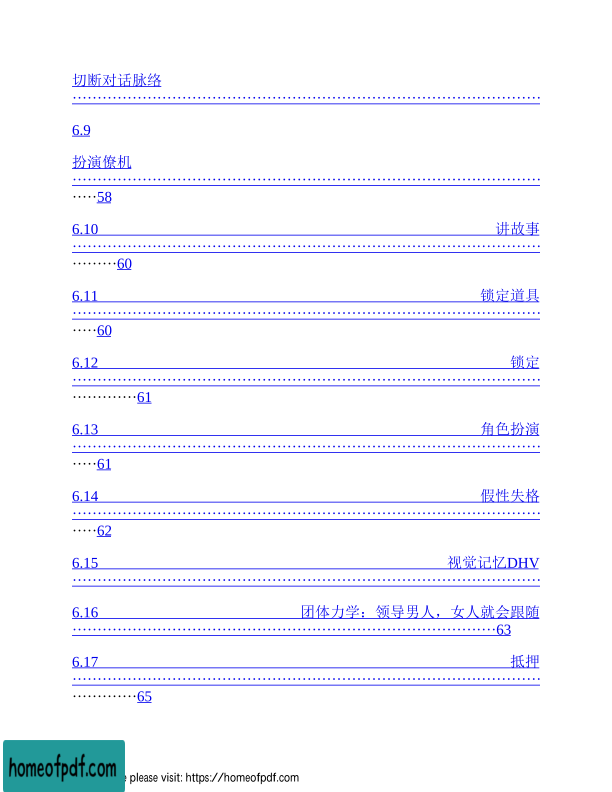 切断对话脉络
····························································································
6.9
扮演僚机
····························································································
·····58
6.10 讲故事
····························································································
·········60
6.11 锁定道具
····························································································
·····60
6.12 锁定
····························································································
·············61
6.13 角色扮演
····························································································
·····61
6.14 假性失格
····························································································
·····62
6.15 视觉记忆DHV
····························································································
6.16 团体力学：领导男人，女人就会跟随
···················································································63
6.17 抵押
····························································································
·············65
homeofpdf.com
e please visit: https://homeofpdf.com